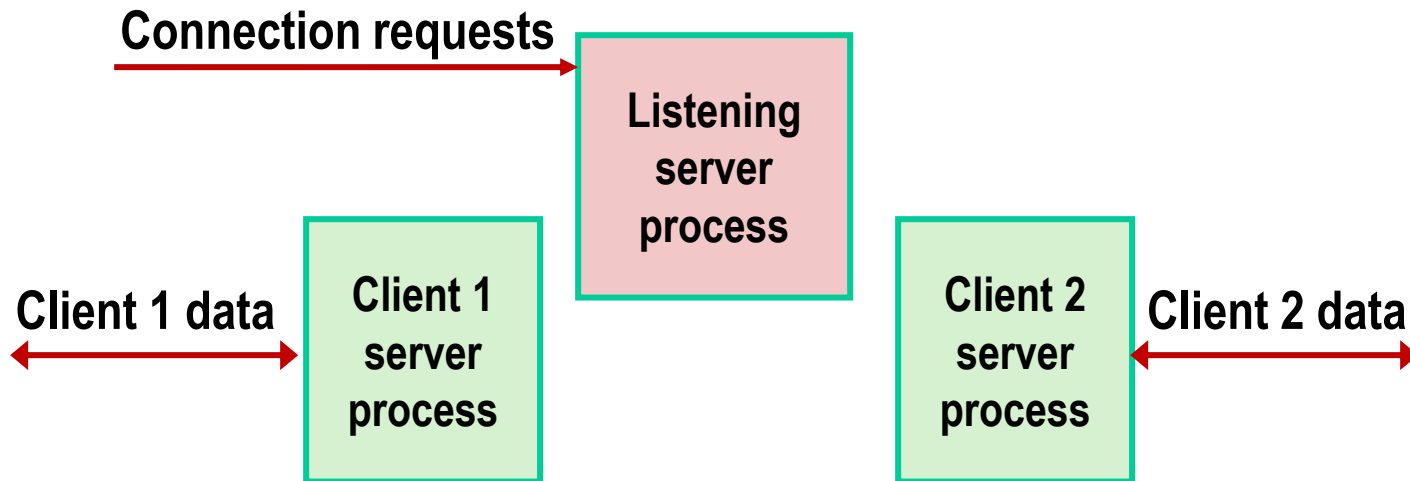 Connection requests
Listening
server
process
Client 1 data
Client 1
server
process
Client 2
server
process
Client 2 data